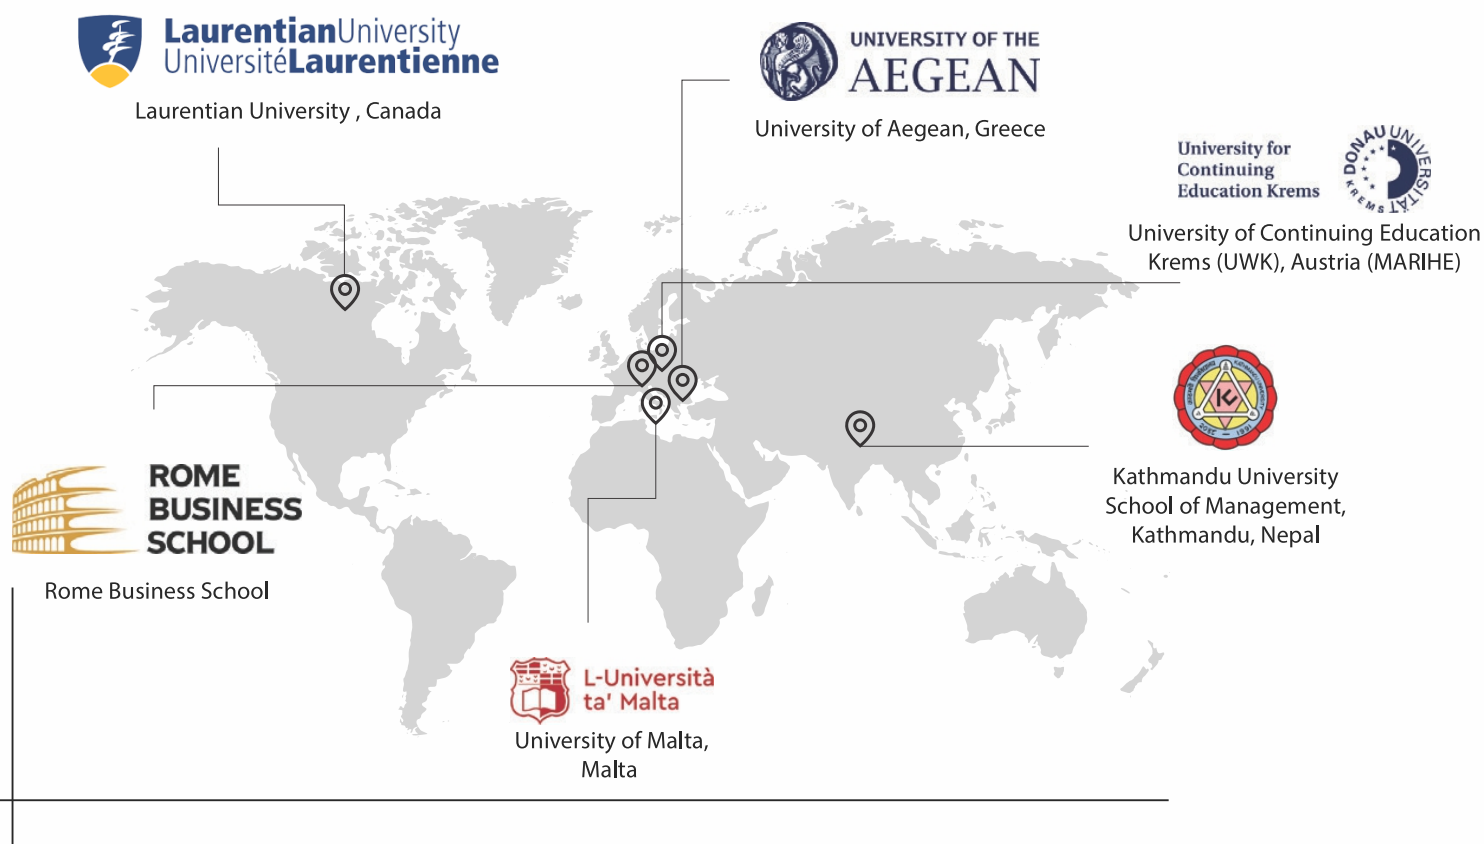 LaurentianUniversity
UniversitéLaurentienne
Laurentian University , Canada
UNIVERSITY OF THE
AEGEAN
University of Aegean, Greece
University for
Continuing
Education Krems
DONAU UNIVERSITÄT
KREMS
University of Continuing Education
Krems (UWK), Austria (MARIHE)
Kathmandu University
School of Management,
Kathmandu, Nepal
ROME
BUSINESS
SCHOOL
Rome Business School
L-Università
ta' Malta
University of Malta,
Malta